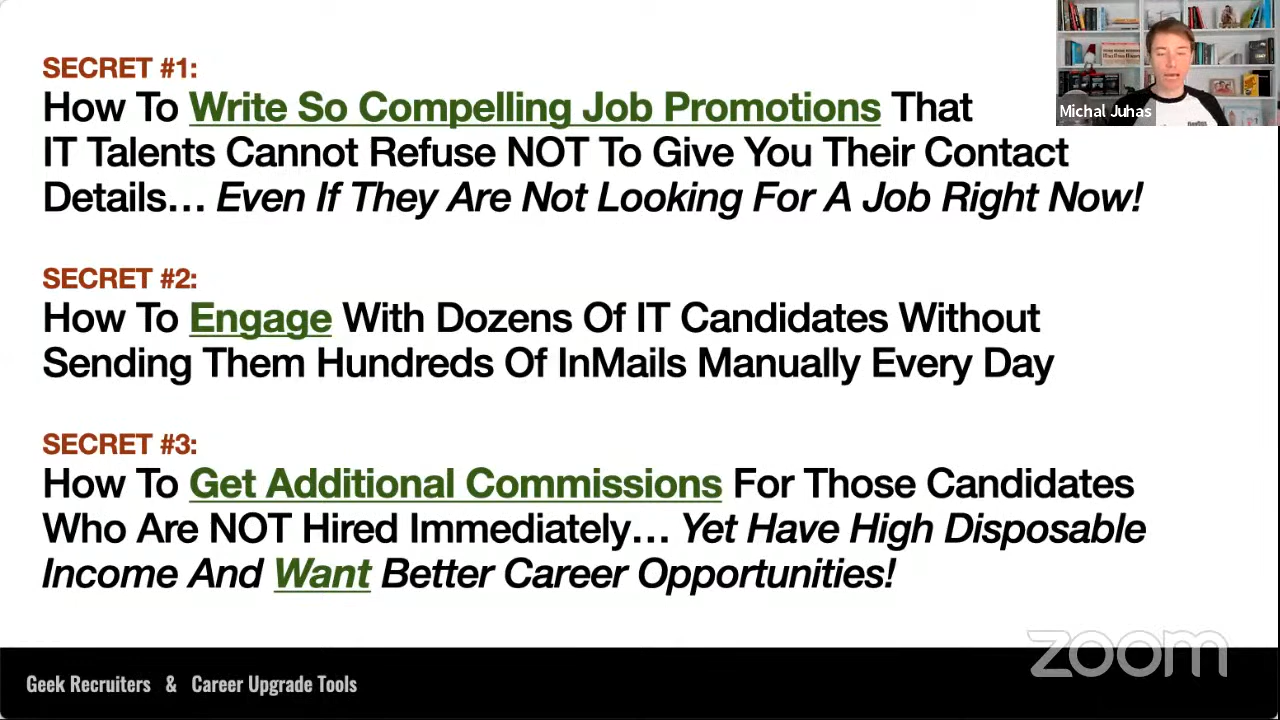 SECRET #1:
How To Write So Compelling Job Promotions That
IT Talents Cannot Refuse NOT To Give You Their Contact
Details… Even If They Are Not Looking For A Job Right Now!
SECRET #2:
How To Engage With Dozens Of IT Candidates Without
Sending Them Hundreds Of InMails Manually Every Day
SECRET #3:
How To Get Additional Commissions For Those Candidates
Who Are NOT Hired Immediately… Yet Have High Disposable
Income And Want Better Career Opportunities!
Michal Juhas
zoom
Geek Recruiters & Career Upgrade Tools